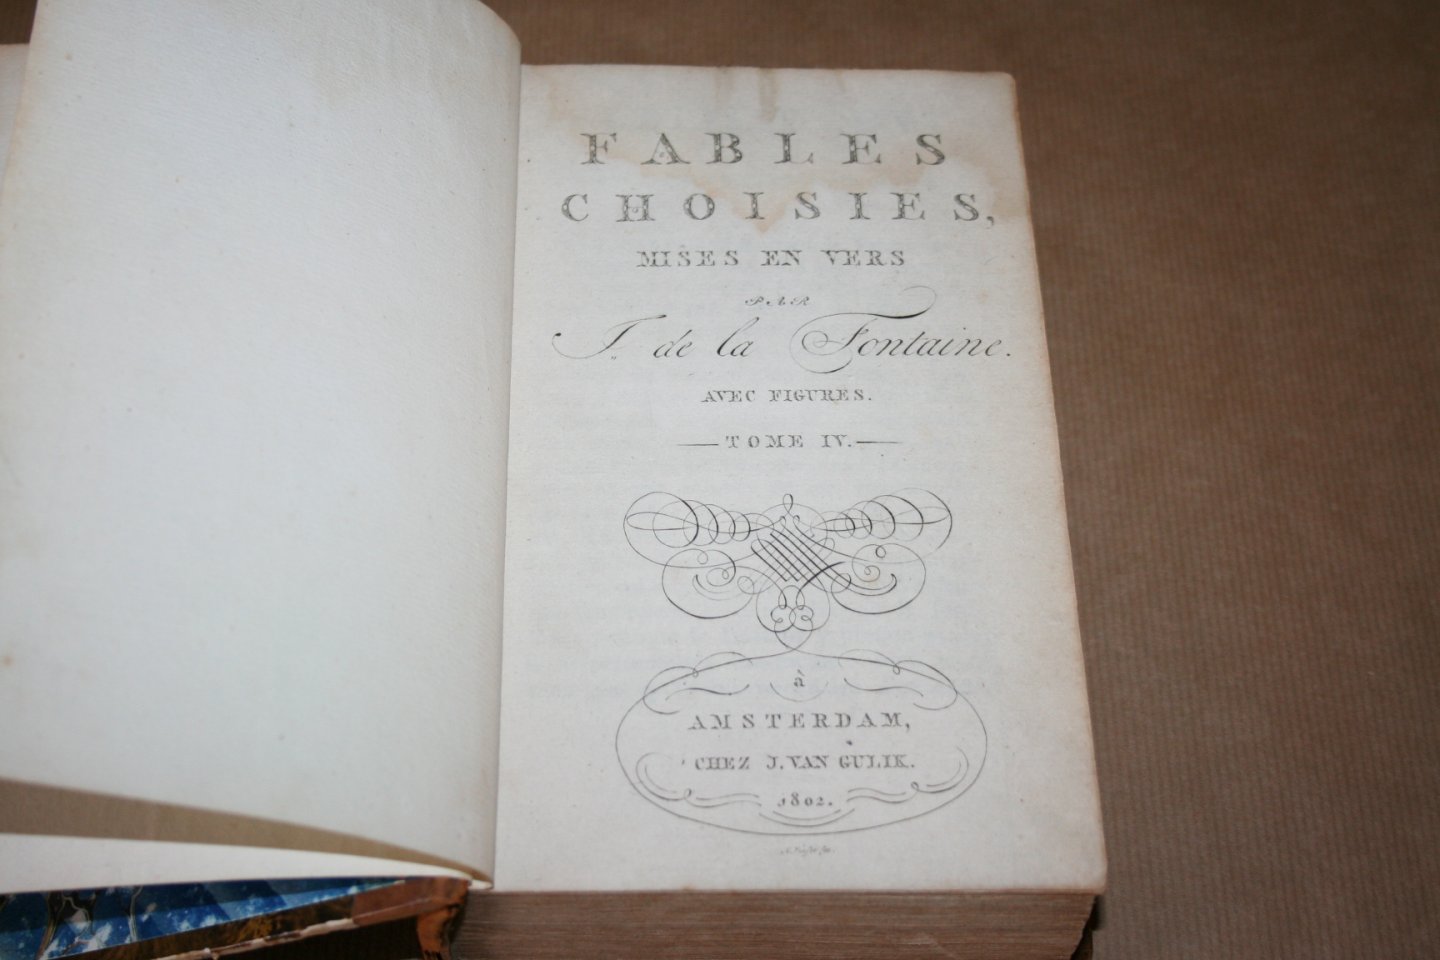 FABLES
CHOISIES,
MISES EN VERS
PAR
J. de la Fontaine.
AVEC FIGURES.
TOME IV.
à
AMSTERDAM,
CHEZ J. VAN GULIK.
1802.